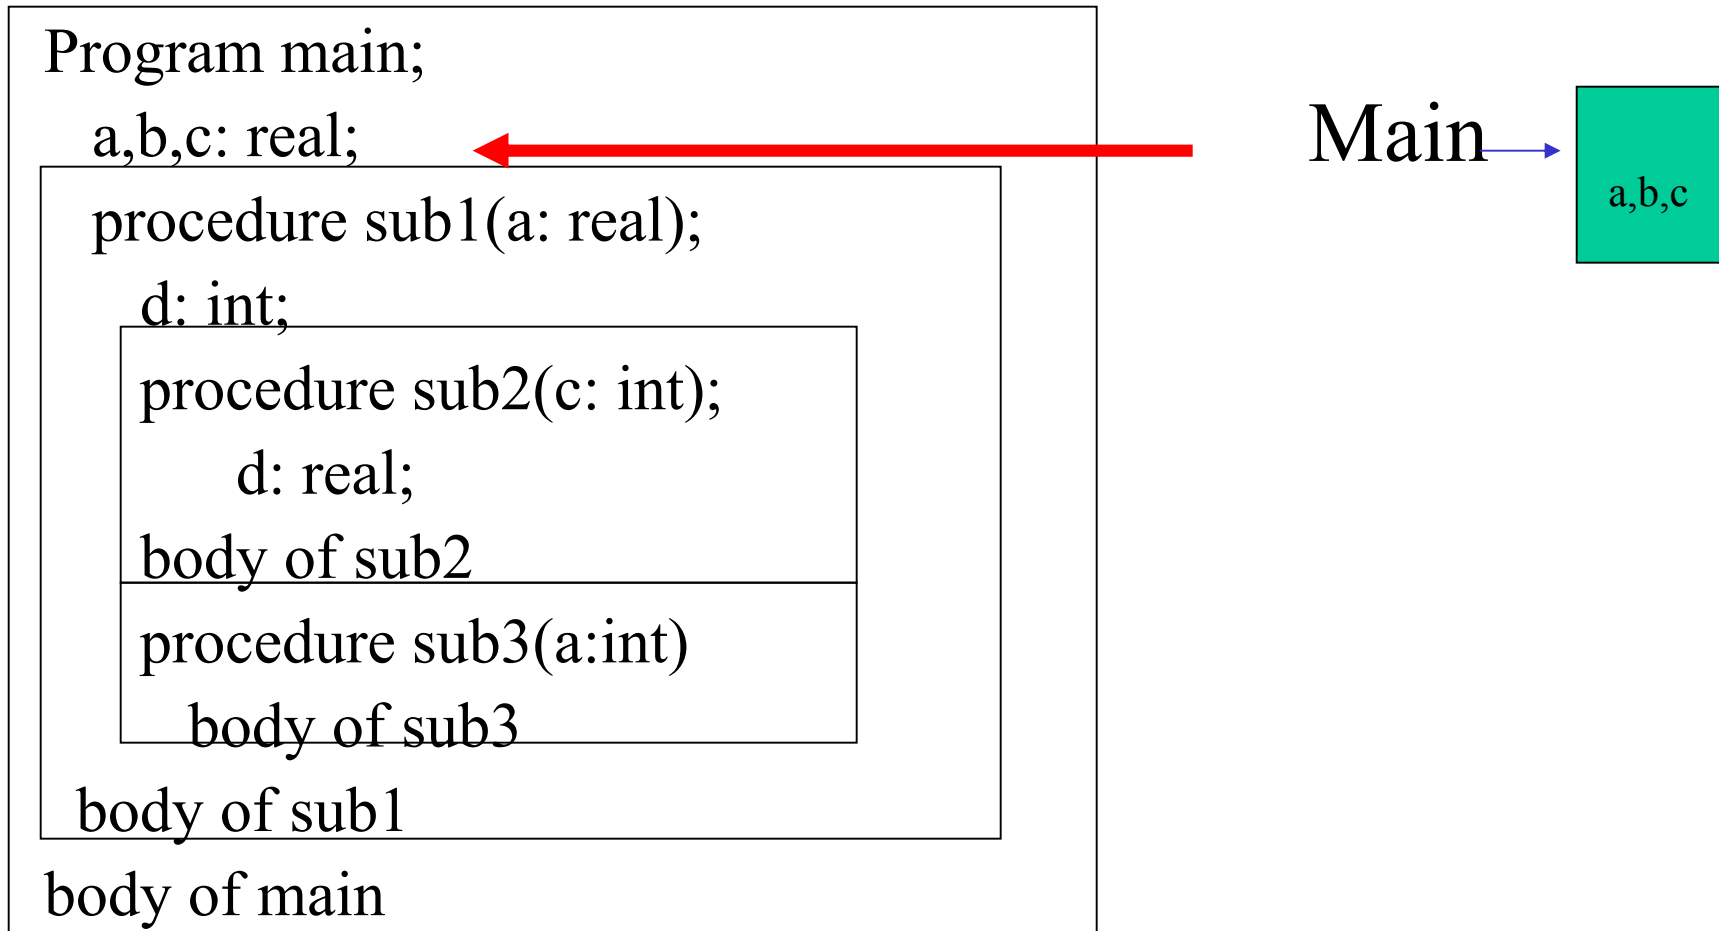 Program main;
a,b,c: real;
procedure sub1(a: real);
d: int;
procedure sub2(c: int);
d: real;
body of sub2
procedure sub3(a:int)
body of sub3
body of sub1
body of main
Main
a,b,c